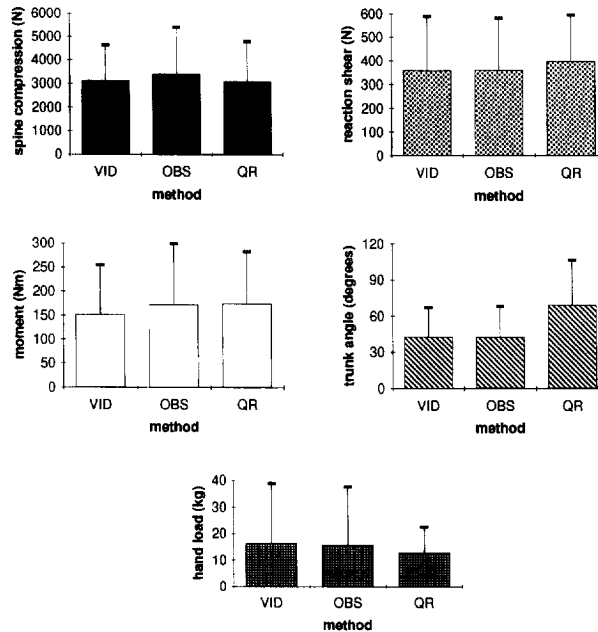 spine compression (N)
6000
5000
4000
3000
2000
1000
0
VID OBS QR
method
reaction shear (N)
600
500
400
300
200
100
0
VID OBS QR
method
moment (Nm)
300
250
200
150
100
50
0
VID OBS QR
method
trunk angle (degrees)
120
90
60
30
0
VID OBS QR
method
hand load (kg)
40
30
20
10
0
VID OBS QR
method